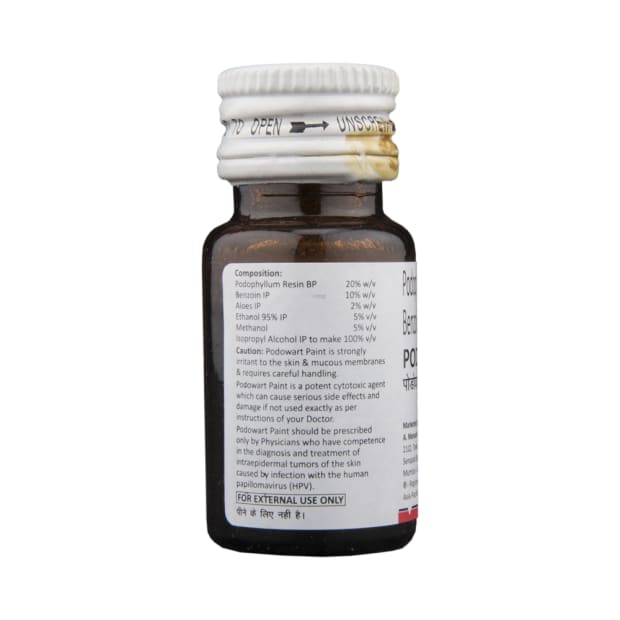 TO OPEN → UNSCREW
Composition:
Podophyllum Resin BP 20% w/v
Benzoin IP 10% w/v
Aloes IP 2% w/v
Ethanol 95% IP 5% v/v
Methanol 5% v/v
Isopropyl Alcohol IP to make 100% v/v
Caution: Podowart Paint is strongly
irritant to the skin & mucous membranes
& requires careful handling.
Podowart Paint is a potent cytotoxic agent
which can cause serious side effects and
damage if not used exactly as per
instructions of your Doctor.
Podowart Paint should be prescribed
only by Physicians who have competence
in the diagnosis and treatment of
intraepidermal tumors of the skin
caused by infection with the human
papillomavirus (HPV).
FOR EXTERNAL USE ONLY
पीने के लिए नही है।
Podo
Benz
PO